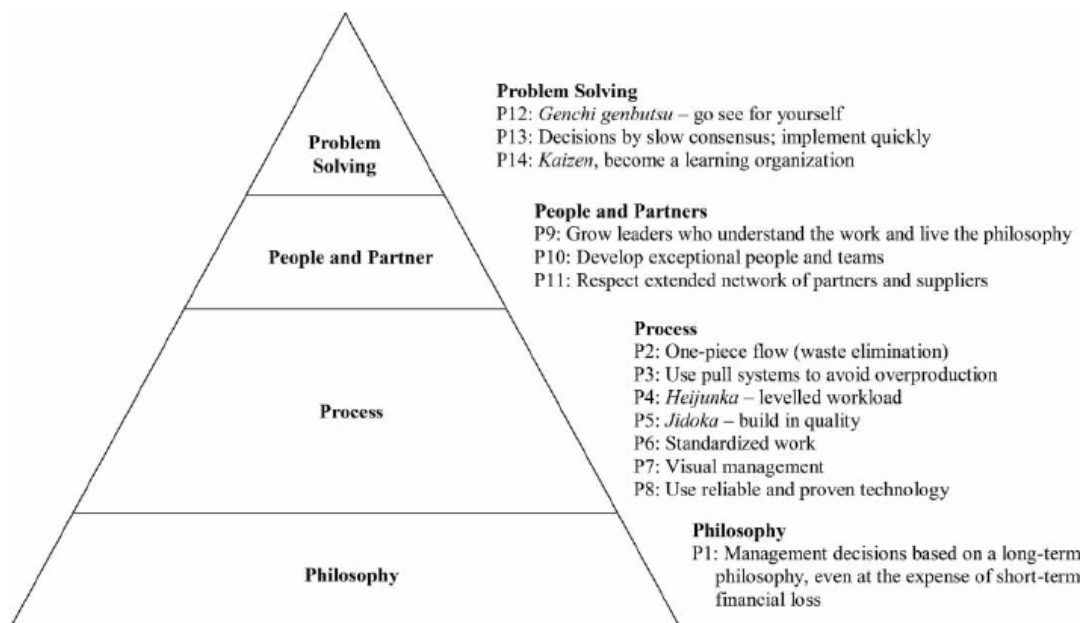 Problem Solving
P12: Genchi genbutsu – go see for yourself
P13: Decisions by slow consensus; implement quickly
P14: Kaizen, become a learning organization
Problem
Solving
People and Partners
P9: Grow leaders who understand the work and live the philosophy
P10: Develop exceptional people and teams
P11: Respect extended network of partners and suppliers
People and Partner
Process
P2: One-piece flow (waste elimination)
P3: Use pull systems to avoid overproduction
P4: Heijunka – levelled workload
P5: Jidoka – build in quality
P6: Standardized work
P7: Visual management
P8: Use reliable and proven technology
Process
Philosophy
P1: Management decisions based on a long-term
philosophy, even at the expense of short-term
financial loss
Philosophy